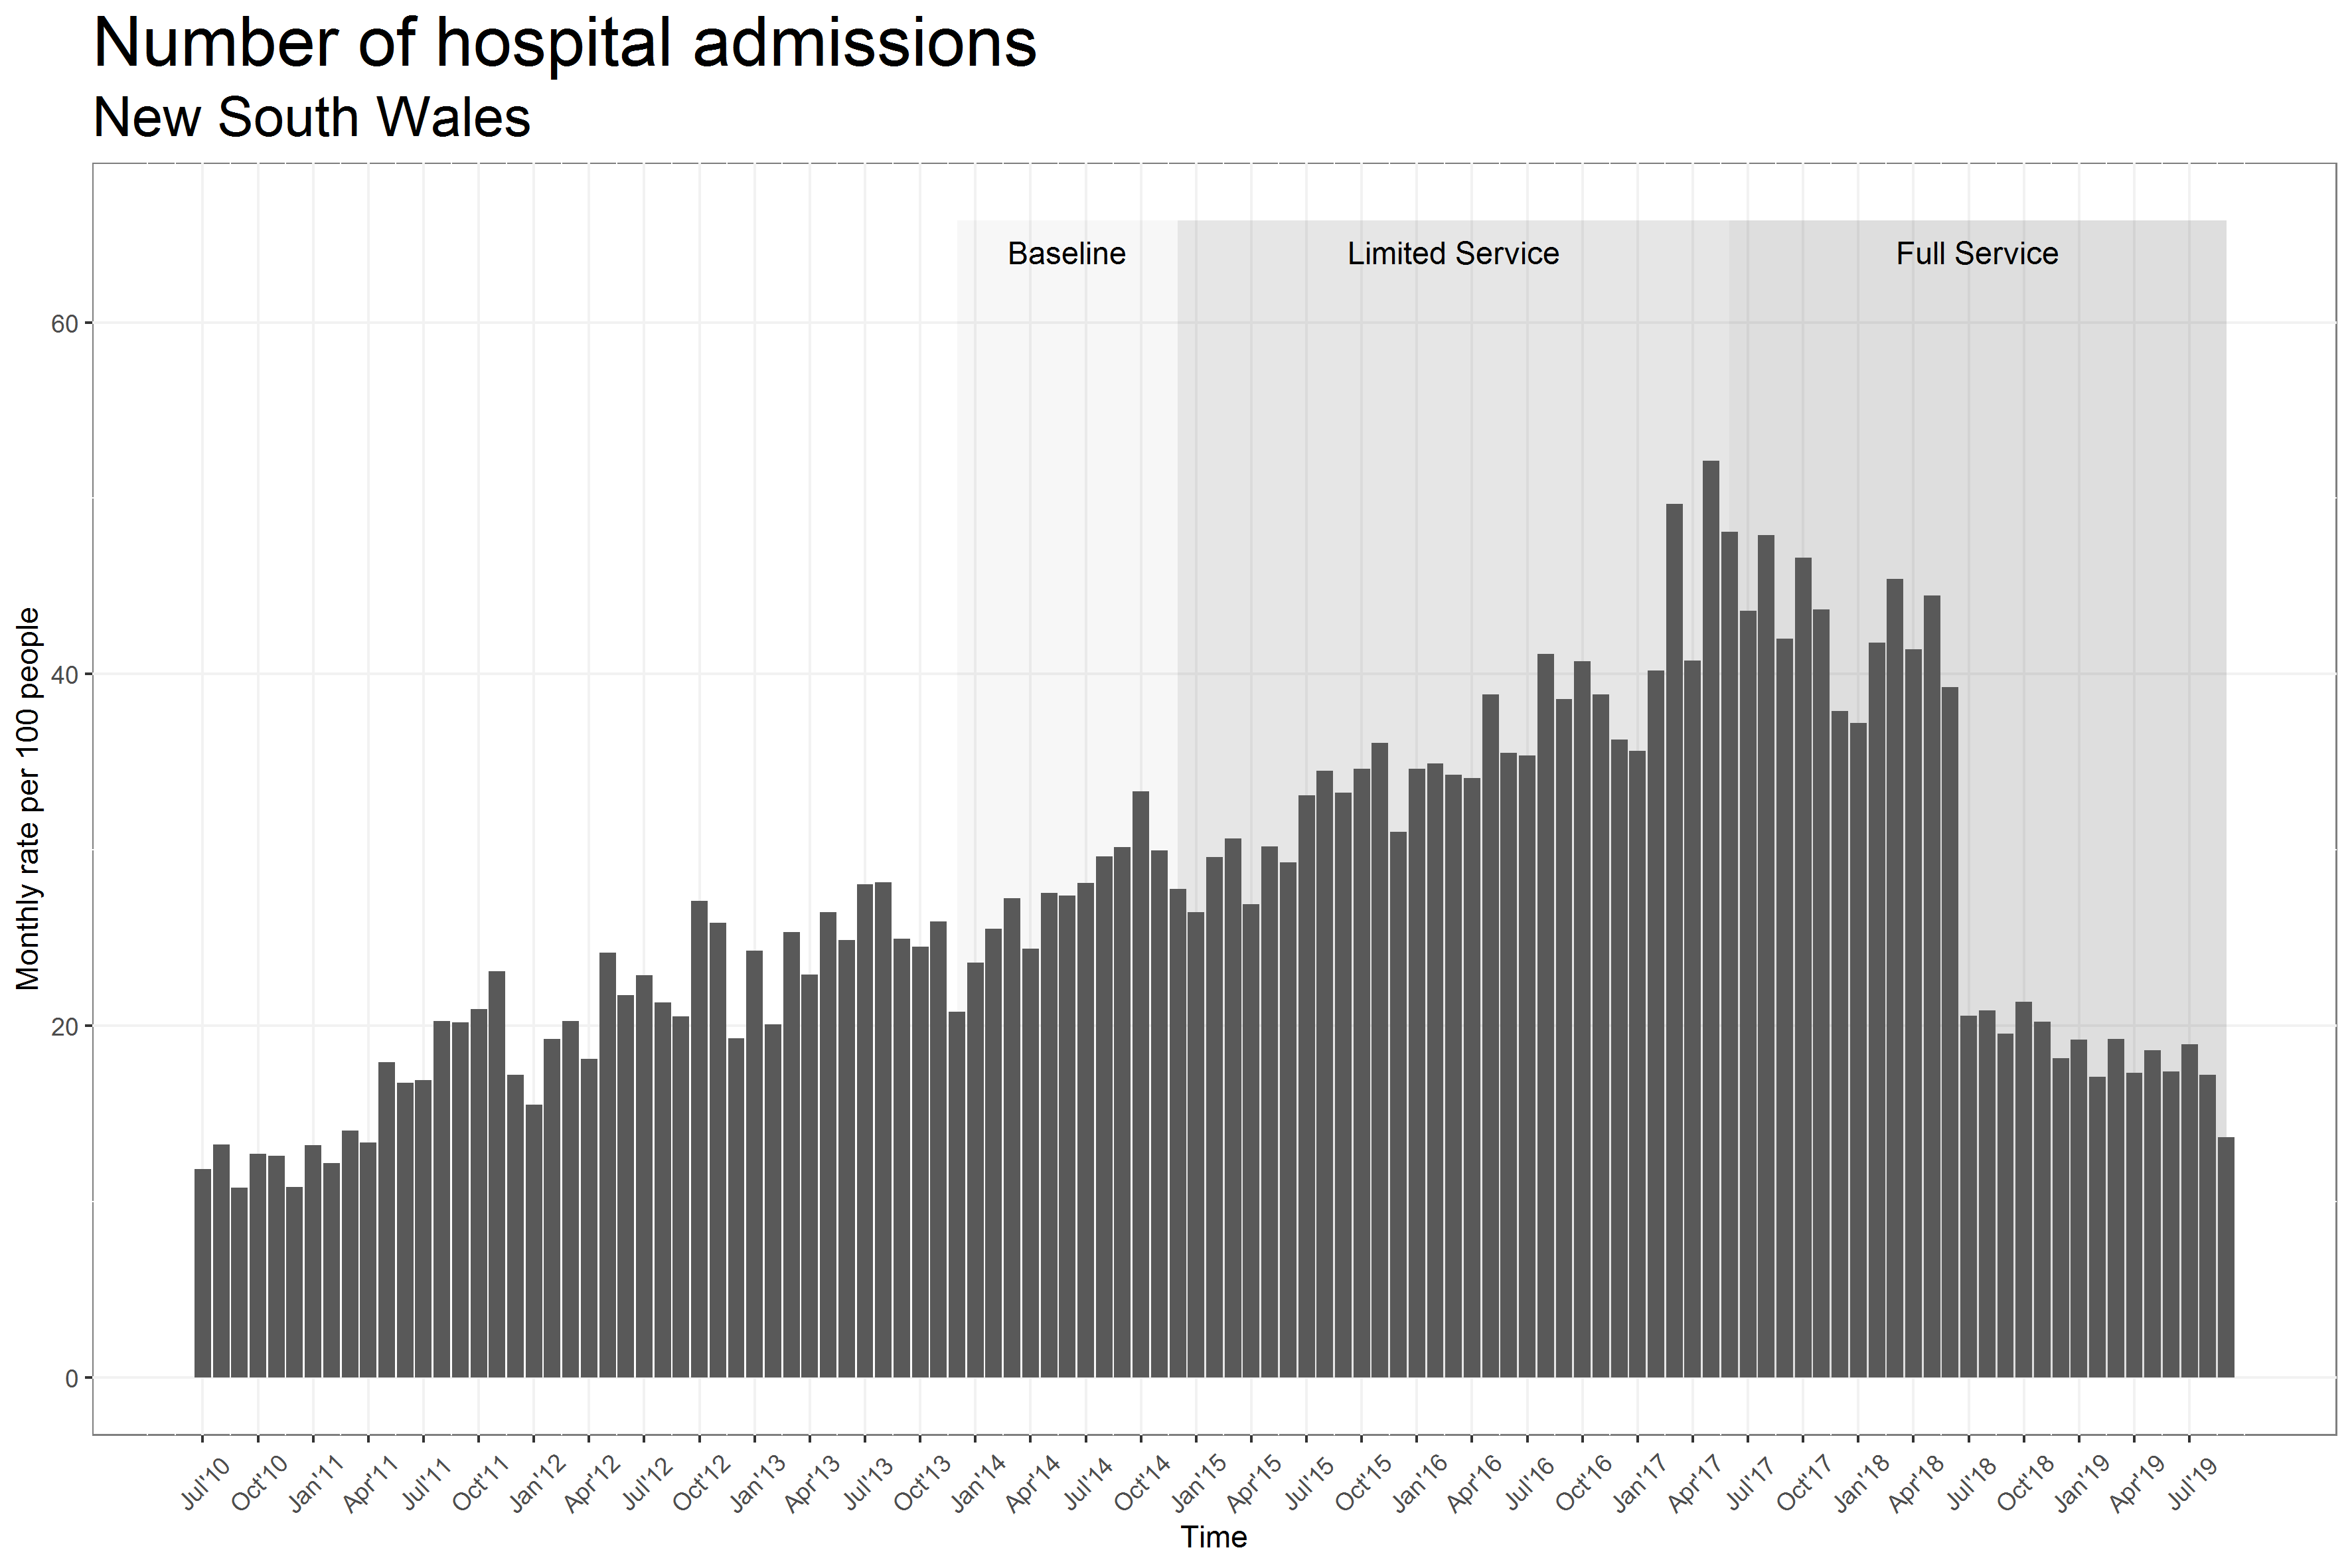 Number of hospital admissions
New South Wales
Baseline
Limited Service
Full Service
Monthly rate per 100 people
60
40
20
0
Jul'10
Oct'10
Jan'11
Apr'11
Jul'11
Oct'11
Jan'12
Apr'12
Jul'12
Oct'12
Jan'13
Apr'13
Jul'13
Oct'13
Jan'14
Apr'14
Jul'14
Oct'14
Jan'15
Apr'15
Jul'15
Oct'15
Jan'16
Apr'16
Jul'16
Oct'16
Jan'17
Apr'17
Jul'17
Oct'17
Jan'18
Apr'18
Jul'18
Oct'18
Jan'19
Apr'19
Jul'19
Time